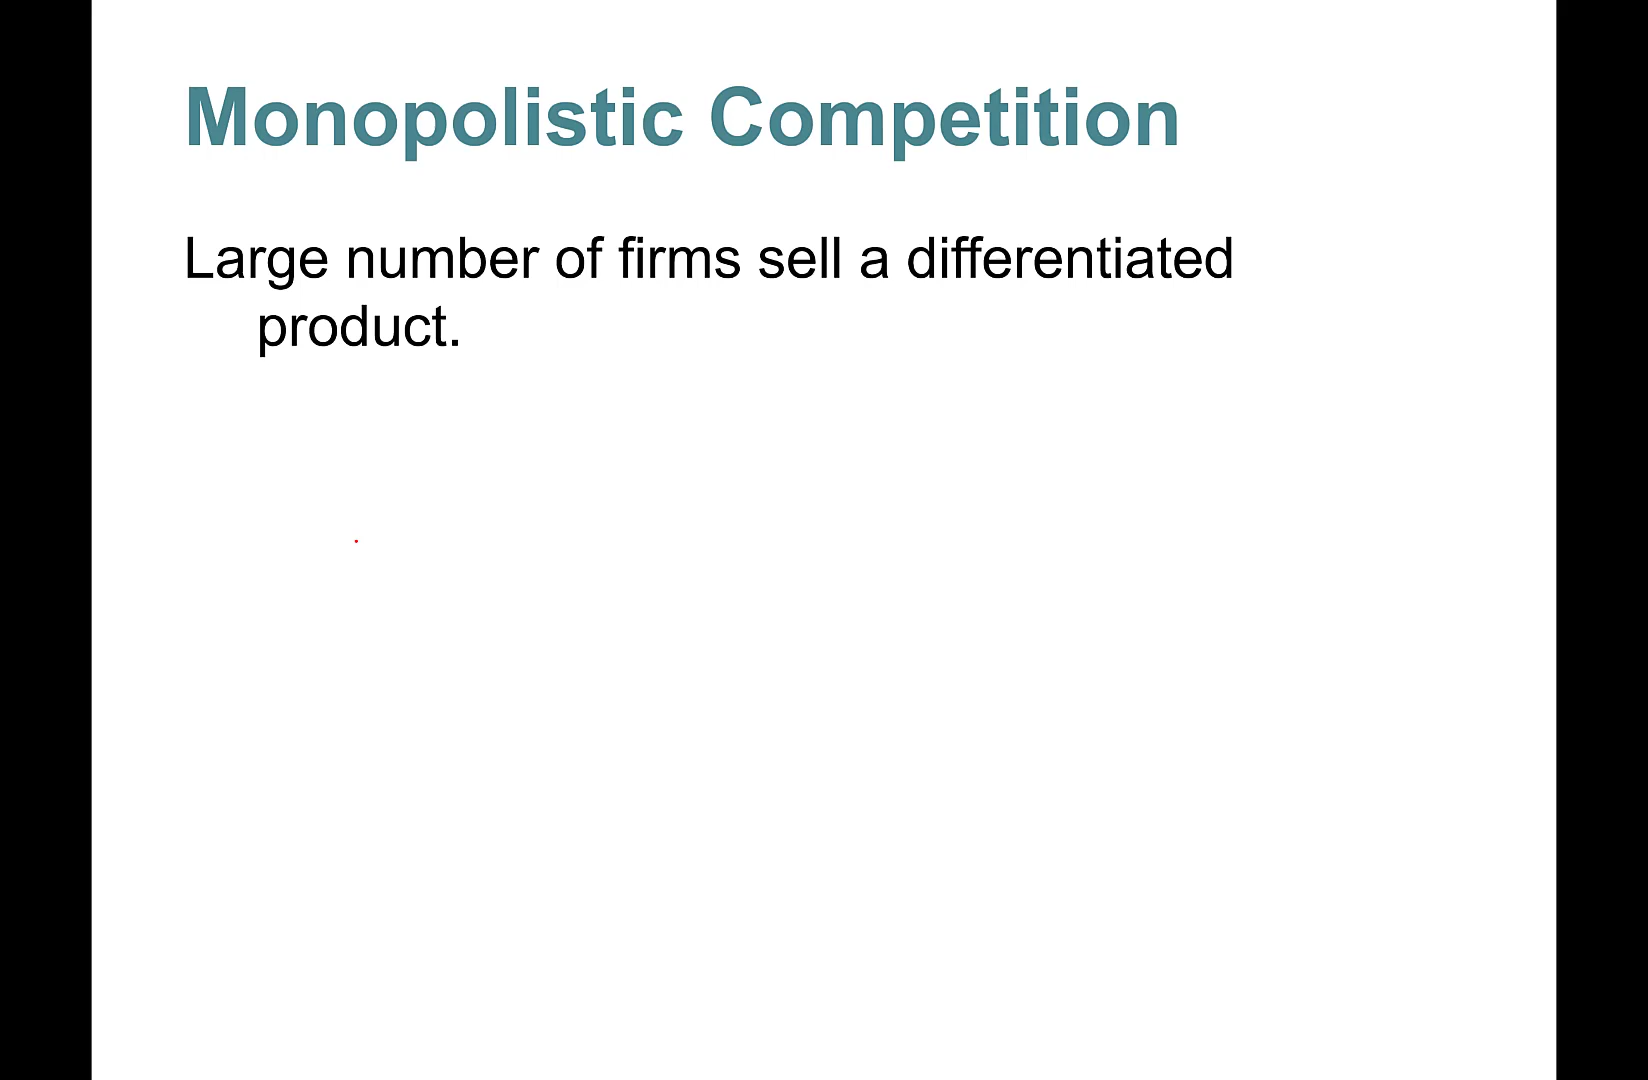 Monopolistic Competition
Large number of firms sell a differentiated
product.